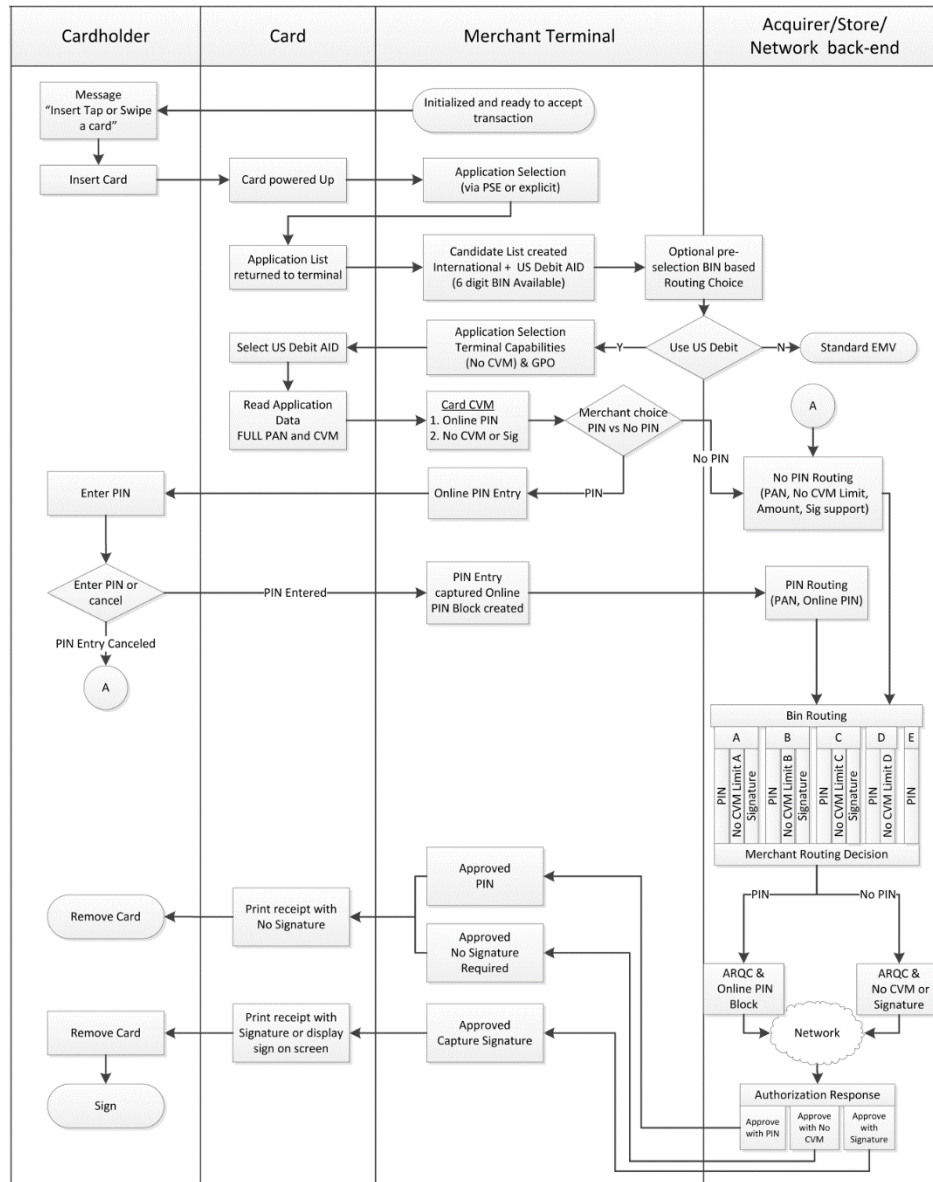 Cardholder
Card
Merchant Terminal
Acquirer/Store/
Network back-end
Message
“Insert Tap or Swipe
a card”
Initialized and ready to accept
transaction
Insert Card
Card powered Up
Application Selection
(via PSE or explicit)
Application List
returned to terminal
Candidate List created
International + US Debit AID
(6 digit BIN Available)
Optional pre-
selection BIN based
Routing Choice
Select US Debit AID
Application Selection
Terminal Capabilities
(No CVM) & GPO
Y
Use US Debit
N
Standard EMV
Read Application
Data
FULL PAN and CVM
Card CVM
1. Online PIN
2. No CVM or Sig
Merchant choice
PIN vs No PIN
A
No PIN
No PIN Routing
(PAN, No CVM Limit,
Amount, Sig support)
Enter PIN
Online PIN Entry
PIN
Enter PIN or
cancel
PIN Entered
PIN Entry
captured Online
PIN Block created
PIN Routing
(PAN, Online PIN)
PIN Entry Canceled
A
Bin Routing
A
B
C
D
E
PIN
No CVM Limit A
Signature
PIN
No CVM Limit B
Signature
PIN
No CVM Limit C
Signature
PIN
No CVM Limit D
PIN
Merchant Routing Decision
PIN
No PIN
Approved
PIN
Remove Card
Print receipt with
No Signature
Approved
No Signature
Required
ARQC &
Online PIN
Block
ARQC &
No CVM or
Signature
Network
Remove Card
Print receipt with
Signature or display
sign on screen
Approved
Capture Signature
Sign
Authorization Response
Approve
with PIN
Approve
with No
CVM
Approve
with
Signature